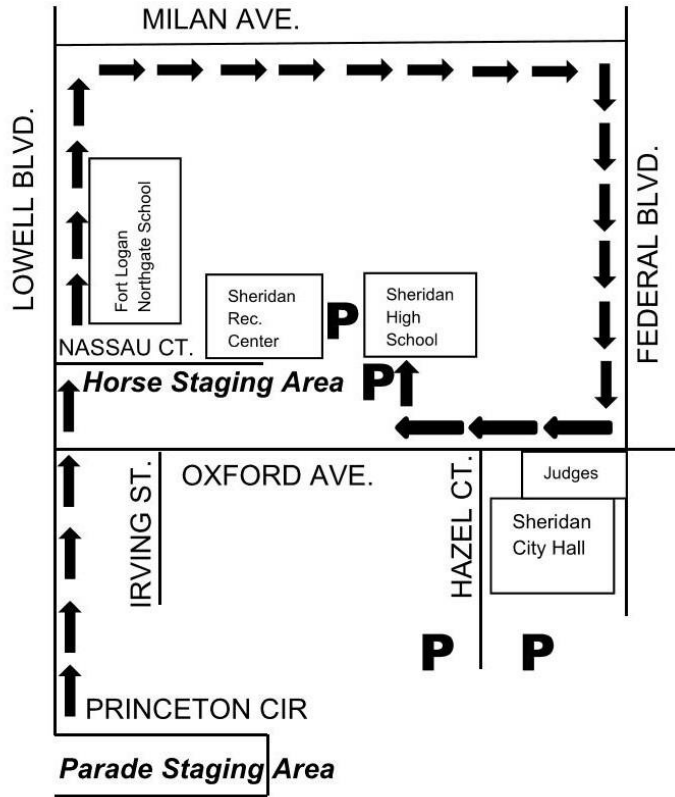 MILAN AVE.
LOWELL BLVD.
FEDERAL BLVD.
Fort Logan
Northgate School
Sheridan
Rec.
Center
P
Sheridan
High
School
NASSAU CT.
Horse Staging Area
P
OXFORD AVE.
IRVING ST.
HAZEL CT.
Judges
Sheridan
City Hall
P
P
PRINCETON CIR
Parade Staging Area